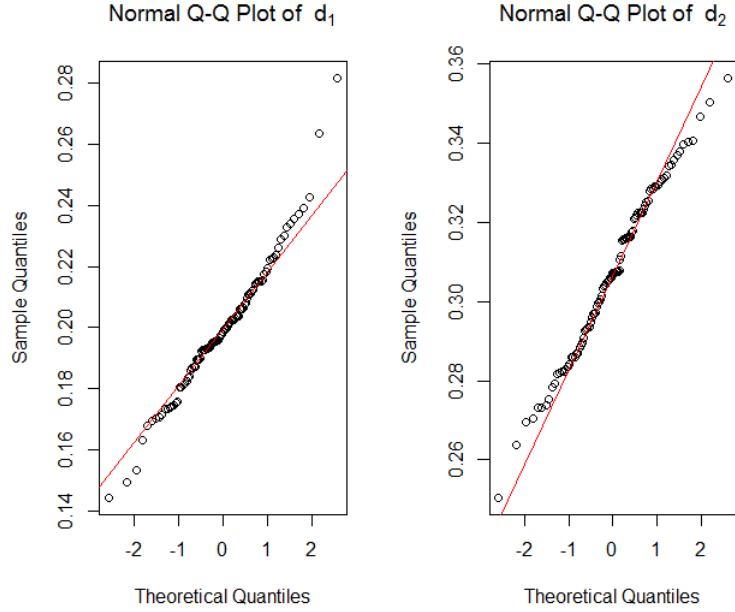 Normal Q-Q Plot of d₁
Sample Quantiles
0.14 0.16 0.18 0.20 0.22 0.24 0.26 0.28
-2 -1 0 1 2
Theoretical Quantiles
Normal Q-Q Plot of d₂
Sample Quantiles
0.26 0.28 0.30 0.32 0.34 0.36
-2 -1 0 1 2
Theoretical Quantiles